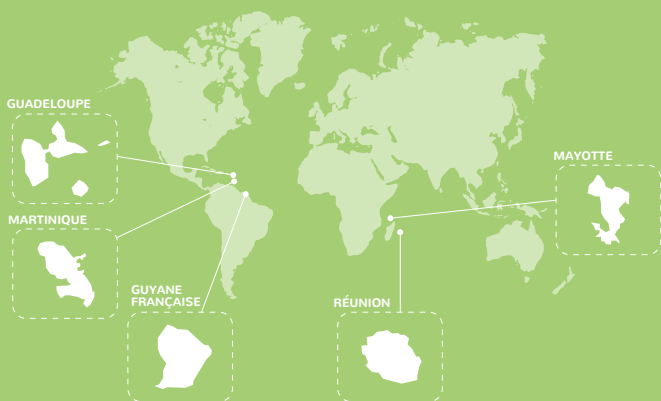 GUADELOUPE
MAYOTTE
MARTINIQUE
GUYANE
FRANÇAISE
RÉUNION